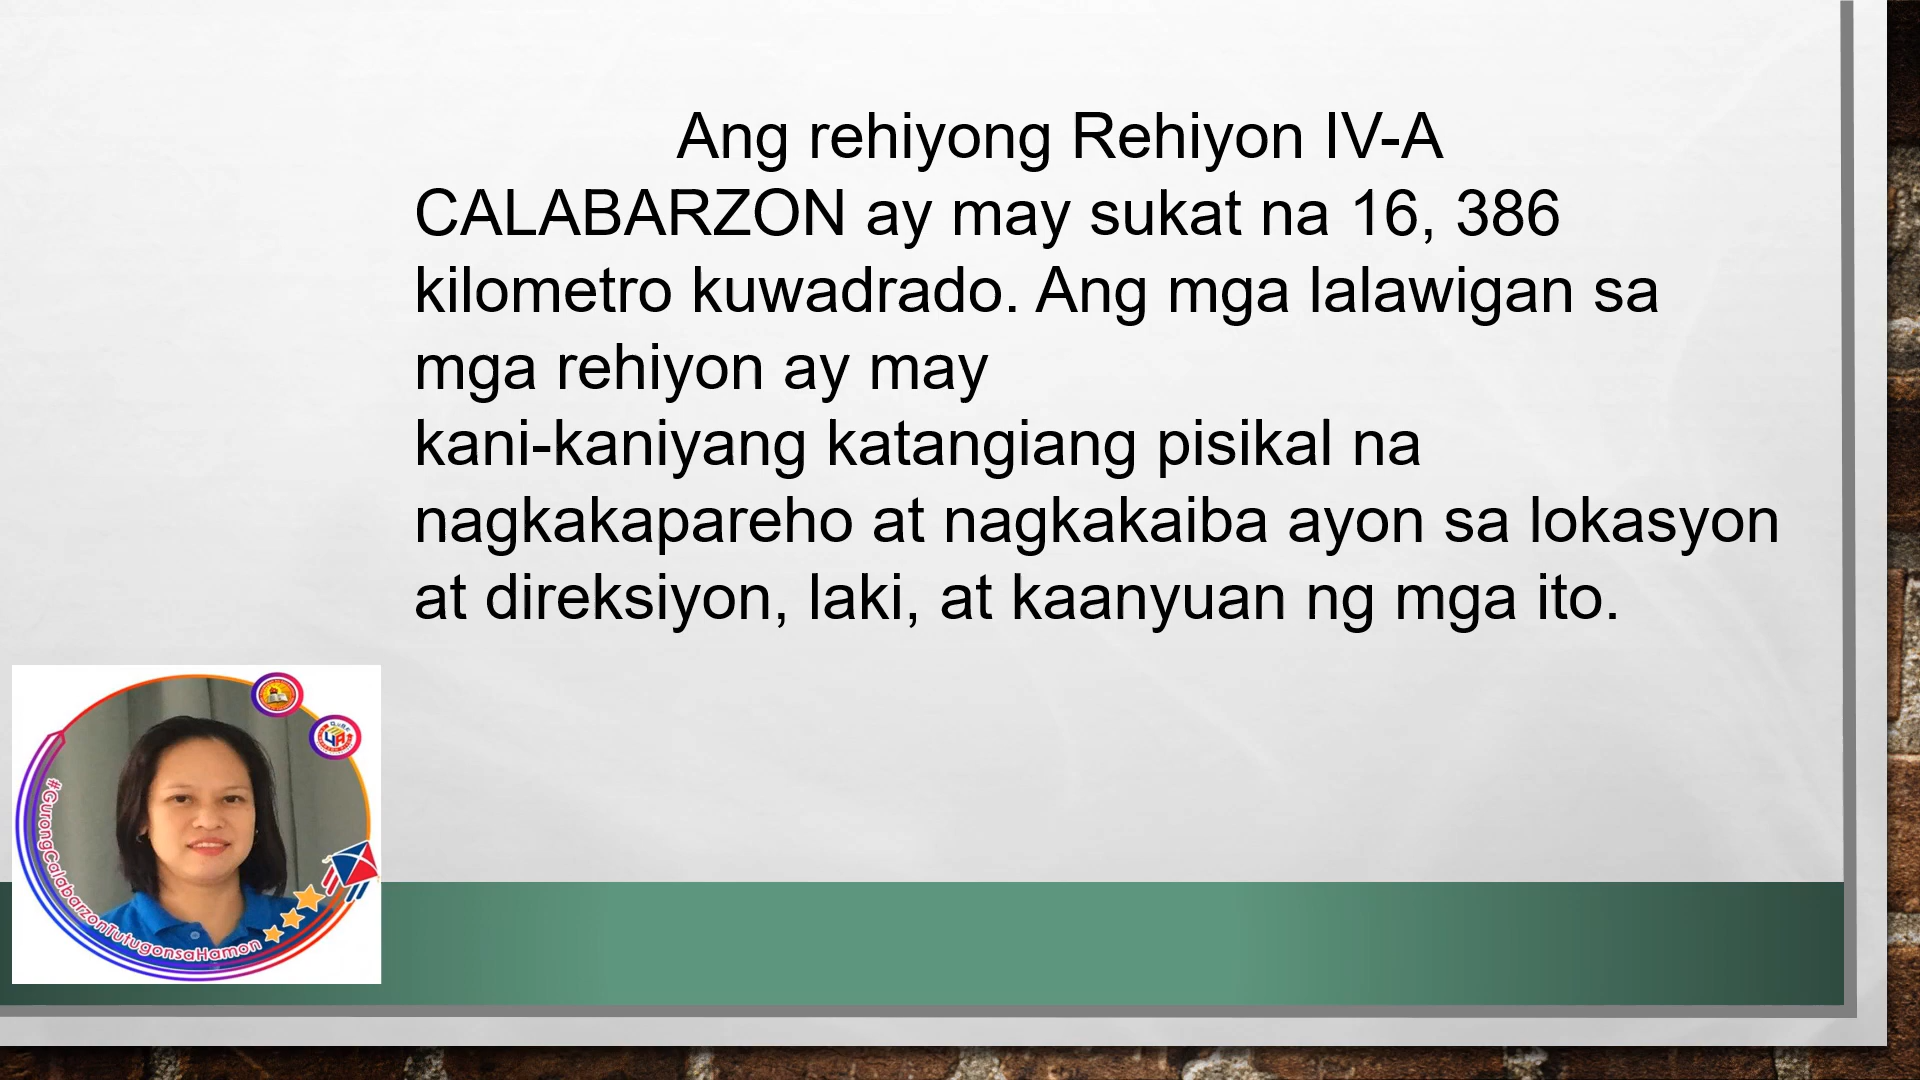 Ang rehiyong Rehiyon IV-A
CALABARZON ay may sukat na 16, 386
kilometro kuwadrado. Ang mga lalawigan sa
mga rehiyon ay may
kani-kaniyang katangiang pisikal na
nagkakapareho at nagkakaiba ayon sa lokasyon
at direksiyon, laki, at kaanyuan ng mga ito.
#GurongCalabarzonTutugonsaHamon